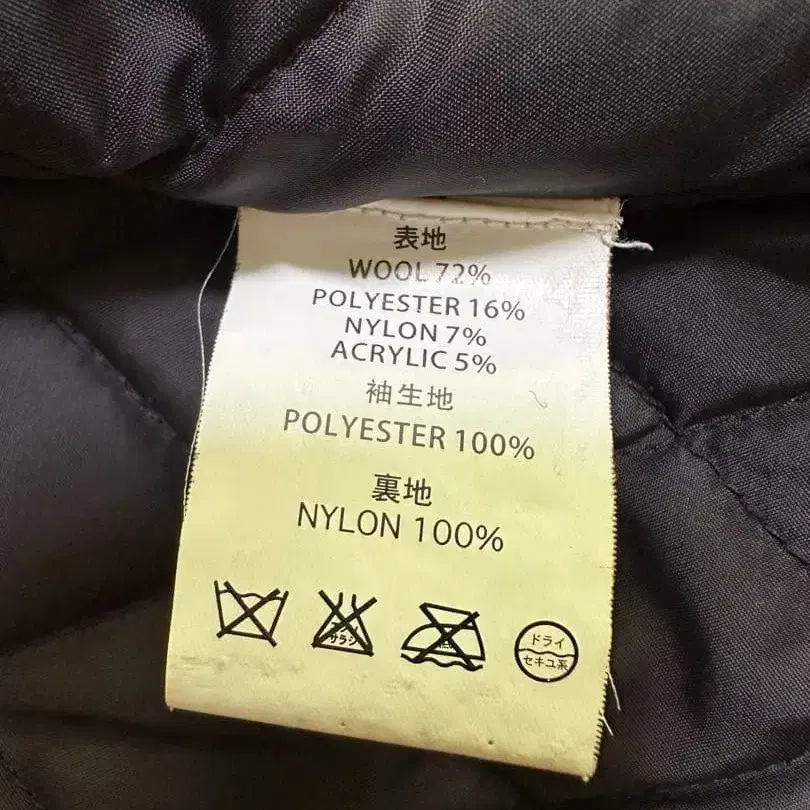 表地
WOOL 72%
POLYESTER 16%
NYLON 7%
ACRYLIC 5%
袖生地
POLYESTER 100%
裏地
NYLON 100%
サラシ
ドライ
セキユ系